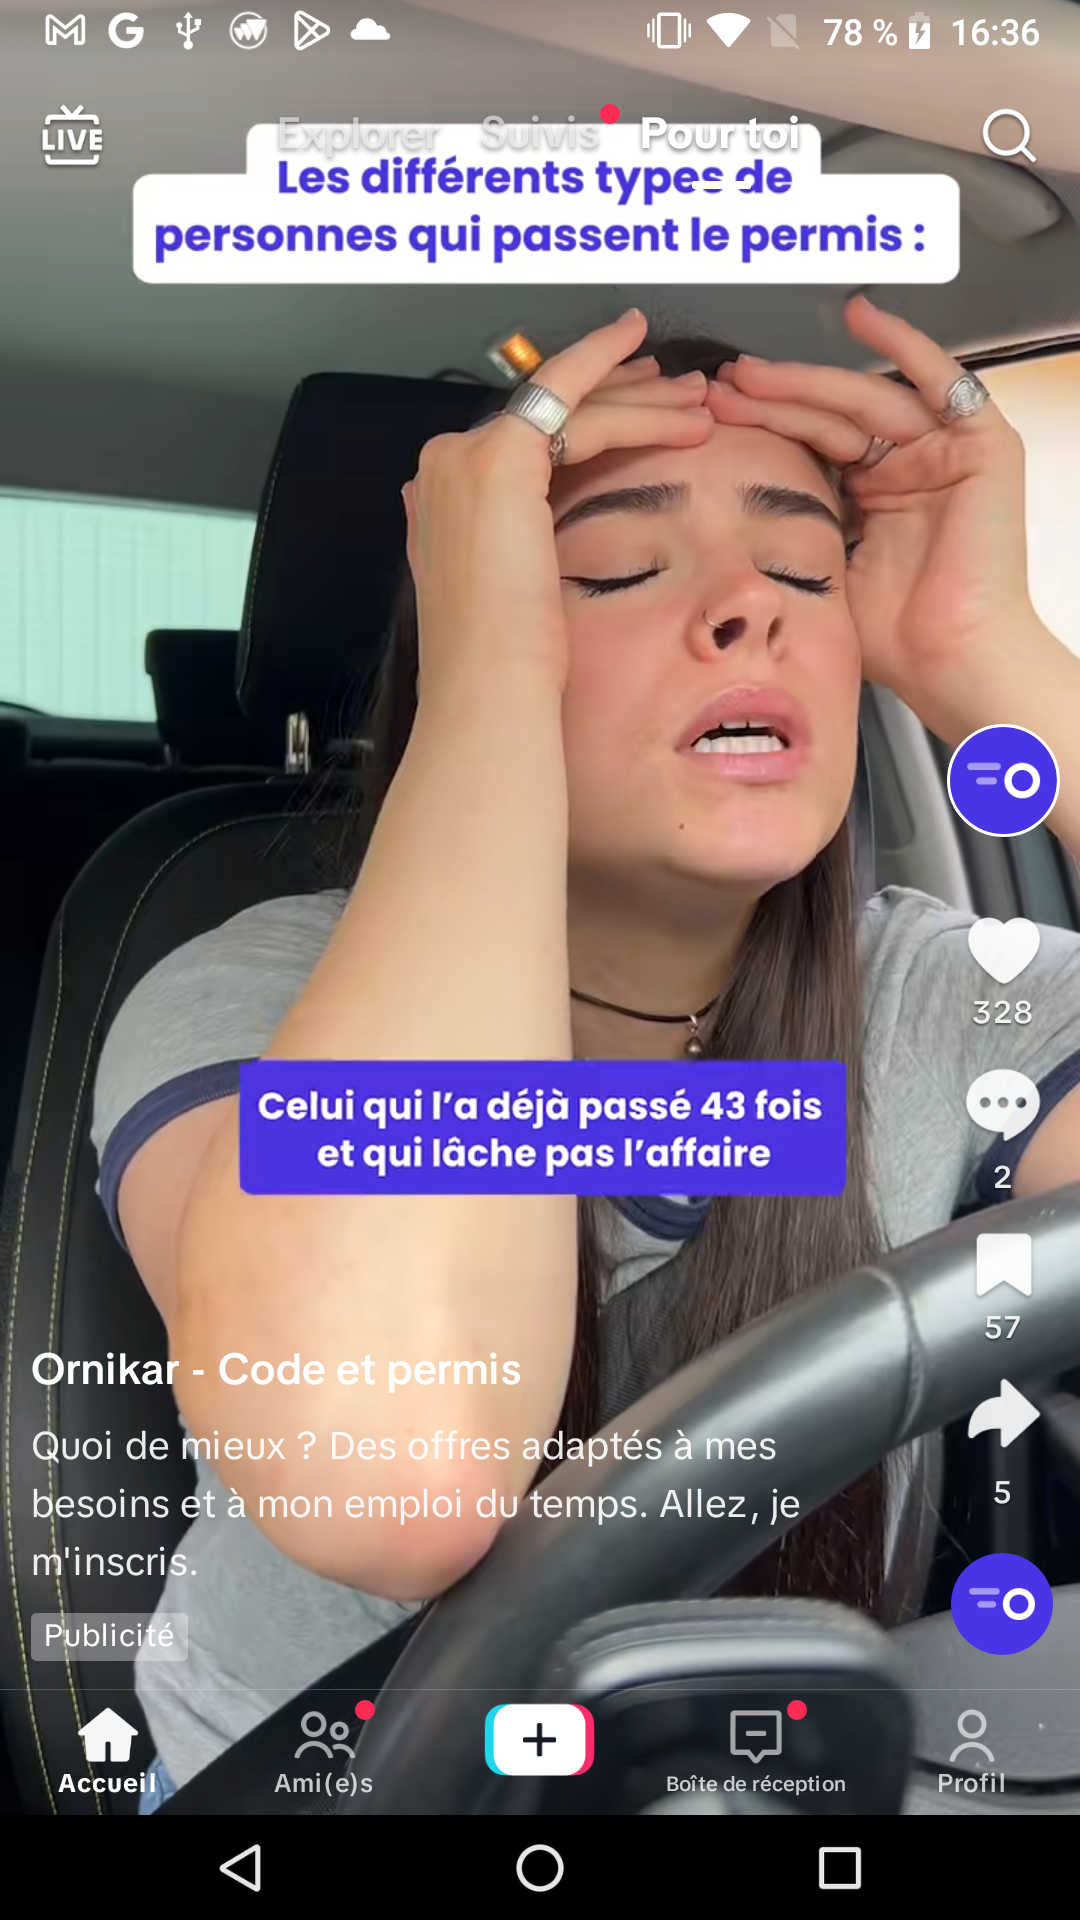 78 % 16:36
LIVE Explorer Suivis Pour toi
Les différents types de
personnes qui passent le permis :
328
Celui qui l'a déjà passé 43 fois
et qui lâche pas l'affaire
2
57
Ornikar - Code et permis
Quoi de mieux ? Des offres adaptés à mes
besoins et à mon emploi du temps. Allez, je
m'inscris.
5
Publicité
Accueil Ami(e)s Boîte de réception Profil